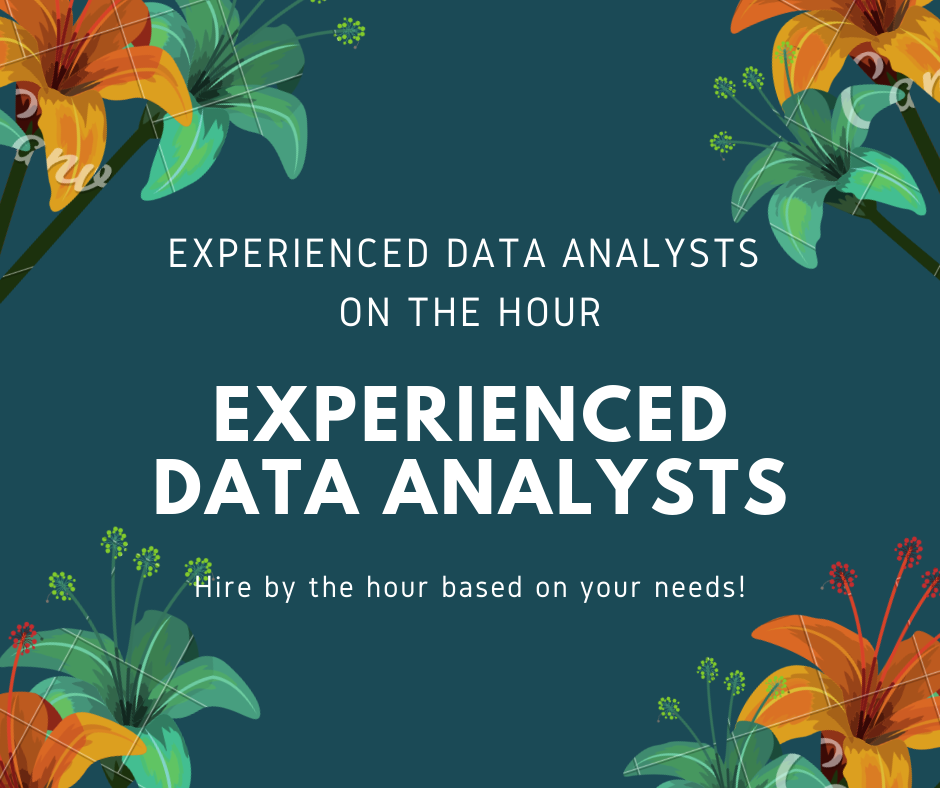 EXPERIENCED DATA ANALYSTS
ON THE HOUR
EXPERIENCED
DATA ANALYSTS
Hire by the hour based on your needs!